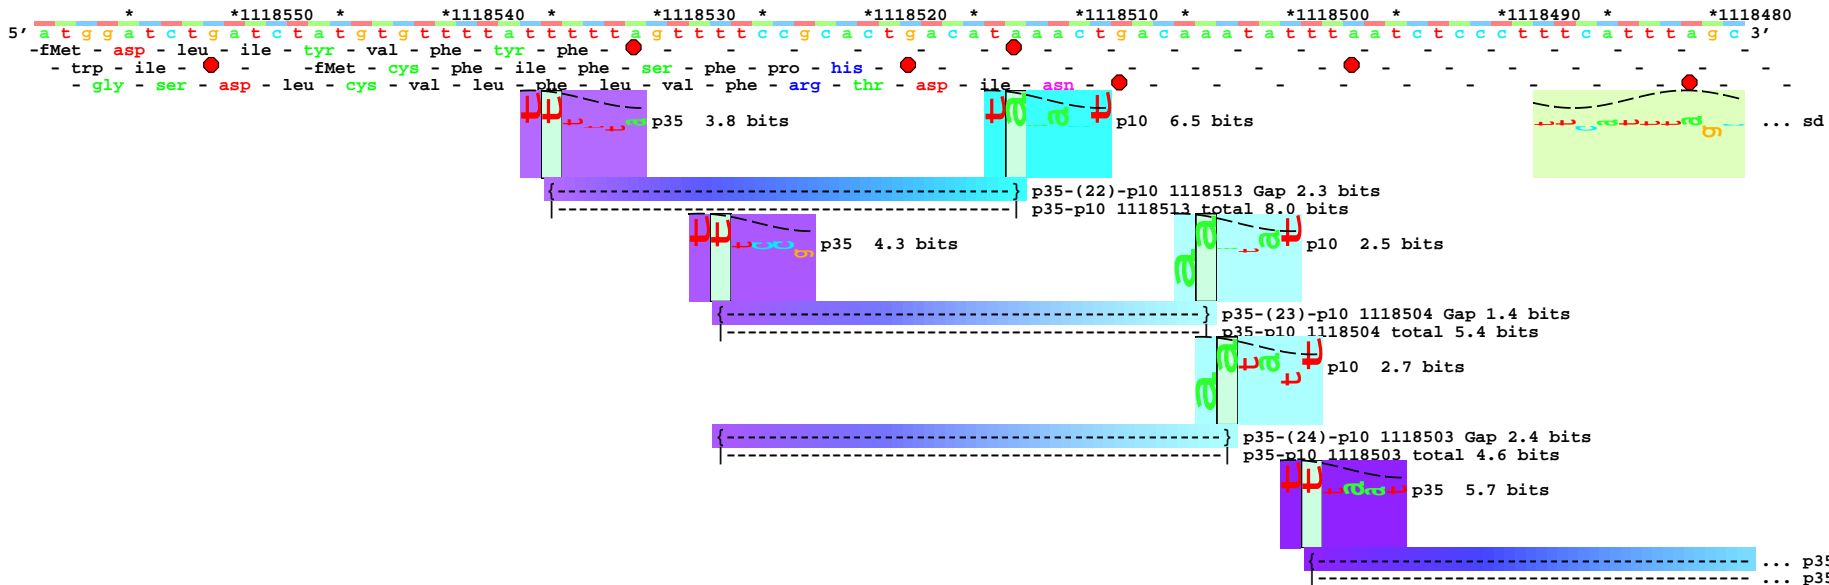 * *1118550 * *1118540 * *1118530 * *1118520 * *1118510 * *1118500 * *1118490 * *1118480
5' a t g g a t c t g a t c t a t g t g t t t t a t t t t t a g t t t t c c g c a c t g a c a t a a a c t g a c a a a t a t t t a a t c t c c c t t t c a t t t a g c 3'
-fMet - asp - leu - ile - tyr - val - phe - tyr - phe - - - - - - - - - - - - - - - - - -
- trp - ile - - -fMet - cys - phe - ile - phe - ser - phe - pro - his - - - - - - - - - - - - -
- gly - ser - asp - leu - cys - val - leu - phe - leu - val - phe - arg - thr - asp - ile - asn - - - - - - - - - -
p35 3.8 bits
p10 6.5 bits
... sd
p35-(22)-p10 1118513 Gap 2.3 bits
p35-p10 1118513 total 8.0 bits
p35 4.3 bits
p10 2.5 bits
p35-(23)-p10 1118504 Gap 1.4 bits
p35-p10 1118504 total 5.4 bits
p10 2.7 bits
p35-(24)-p10 1118503 Gap 2.4 bits
p35-p10 1118503 total 4.6 bits
p35 5.7 bits
... p35
... p35